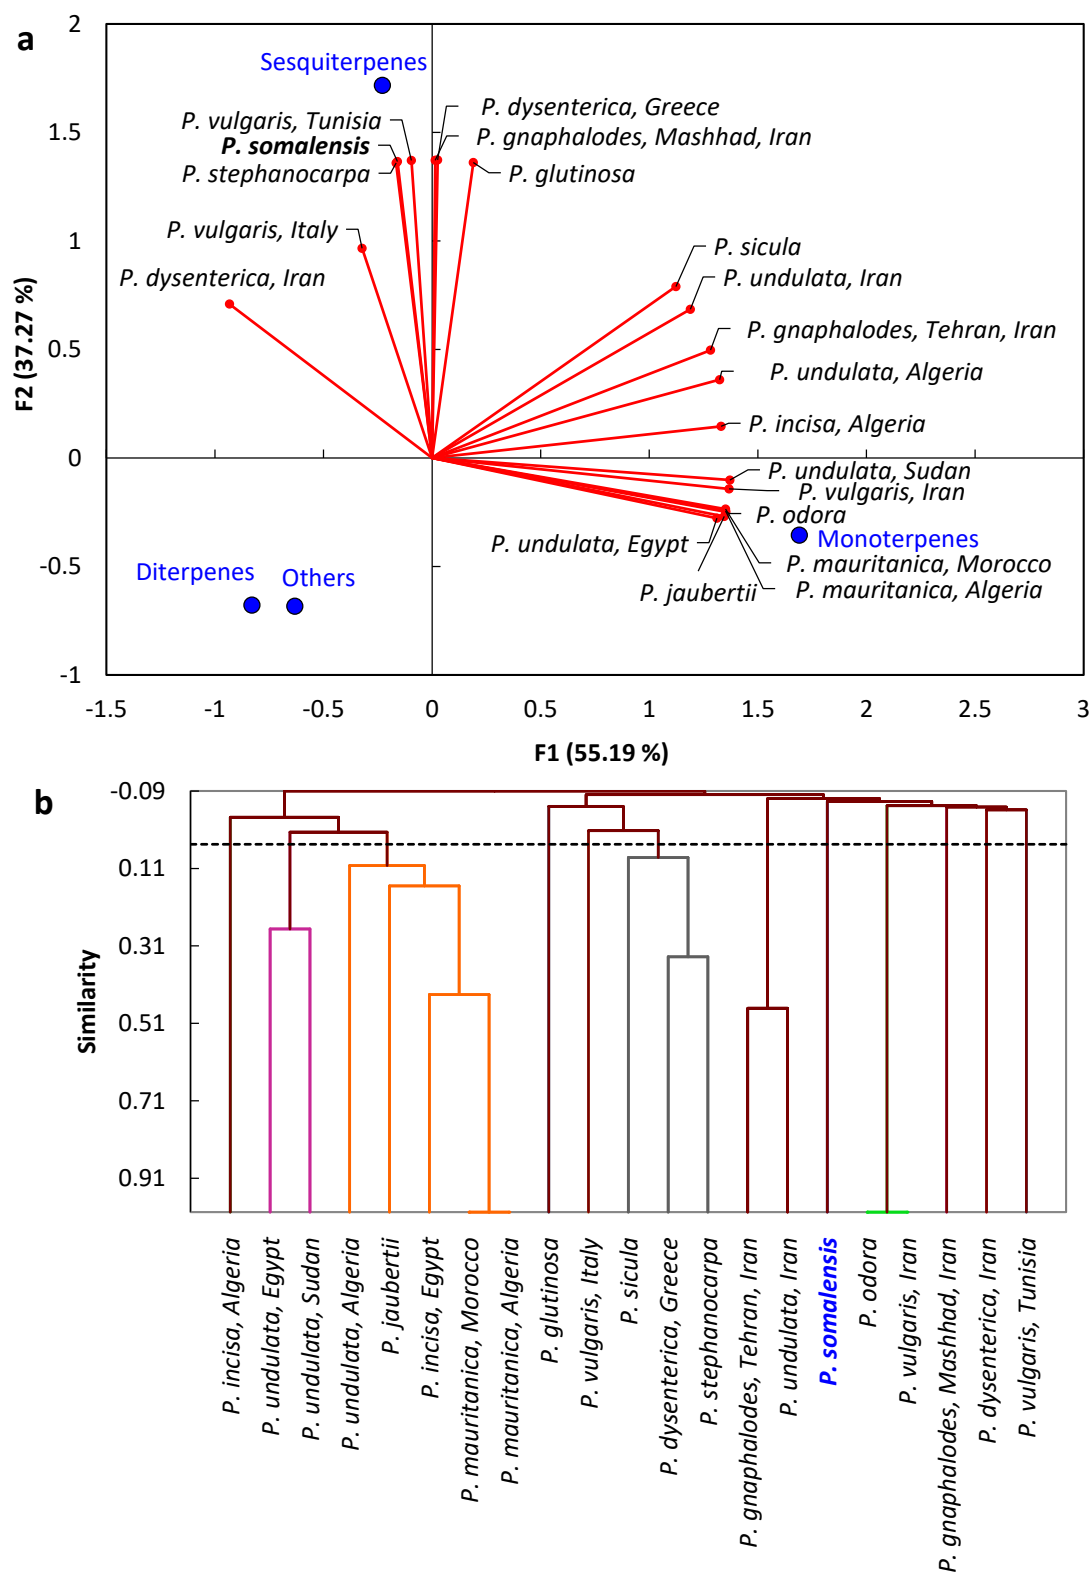 a
2
1.5
1
0.5
0
-0.5
-1
F2 (37.27 %)
Sesquiterpenes
P. vulgaris, Tunisia
P. somalensis
P. stephanocarpa
P. vulgaris, Italy
P. dysenterica, Iran
P. dysenterica, Greece
P. gnaphalodes, Mashhad, Iran
P. glutinosa
P. sicula
P. undulata, Iran
P. gnaphalodes, Tehran, Iran
P. undulata, Algeria
P. incisa, Algeria
P. undulata, Sudan
P. vulgaris, Iran
P. odora
P. undulata, Egypt
Monoterpenes
P. mauritanica, Morocco
P. jaubertii
P. mauritanica, Algeria
Diterpenes
Others
-1.5
-1
-0.5
0
0.5
1
1.5
2
2.5
3
F1 (55.19 %)
b
-0.09
0.11
0.31
0.51
0.71
0.91
Similarity
P. incisa, Algeria
P. undulata, Egypt
P. undulata, Sudan
P. undulata, Algeria
P. jaubertii
P. incisa, Egypt
P. mauritanica, Morocco
P. mauritanica, Algeria
P. glutinosa
P. vulgaris, Italy
P. sicula
P. dysenterica, Greece
P. stephanocarpa
P. gnaphalodes, Tehran, Iran
P. undulata, Iran
P. somalensis
P. odora
P. vulgaris, Iran
P. gnaphalodes, Mashhad, Iran
P. dysenterica, Iran
P. vulgaris, Tunisia